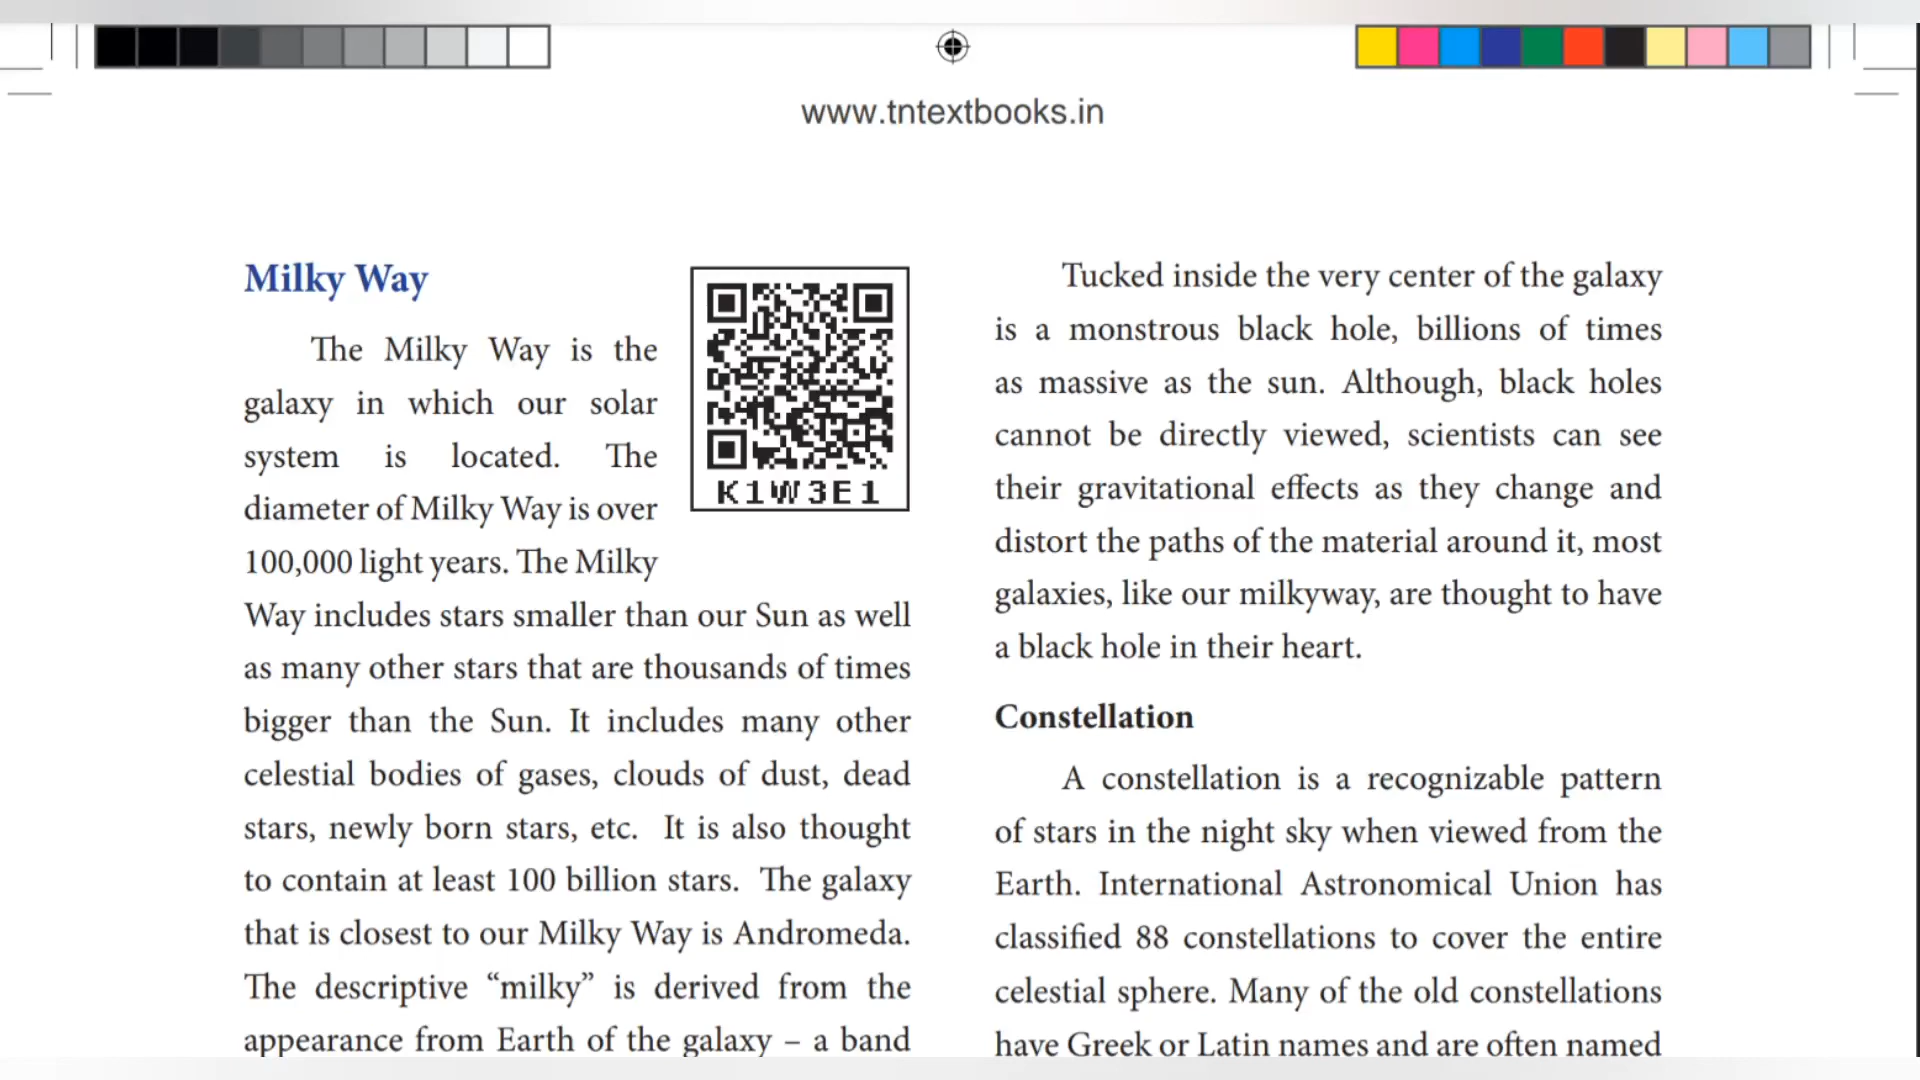 www.tntextbooks.in
Milky Way
The Milky Way is the
galaxy in which our solar
system is located. The
diameter of Milky Way is over
100,000 light years. The Milky
Way includes stars smaller than our Sun as well
as many other stars that are thousands of times
bigger than the Sun. It includes many other
celestial bodies of gases, clouds of dust, dead
stars, newly born stars, etc. It is also thought
to contain at least 100 billion stars. The galaxy
that is closest to our Milky Way is Andromeda.
The descriptive “milky” is derived from the
appearance from Earth of the galaxy – a band
K1W3E1
Tucked inside the very center of the galaxy
is a monstrous black hole, billions of times
as massive as the sun. Although, black holes
cannot be directly viewed, scientists can see
their gravitational effects as they change and
distort the paths of the material around it, most
galaxies, like our milkyway, are thought to have
a black hole in their heart.
Constellation
A constellation is a recognizable pattern
of stars in the night sky when viewed from the
Earth. International Astronomical Union has
classified 88 constellations to cover the entire
celestial sphere. Many of the old constellations
have Greek or Latin names and are often named